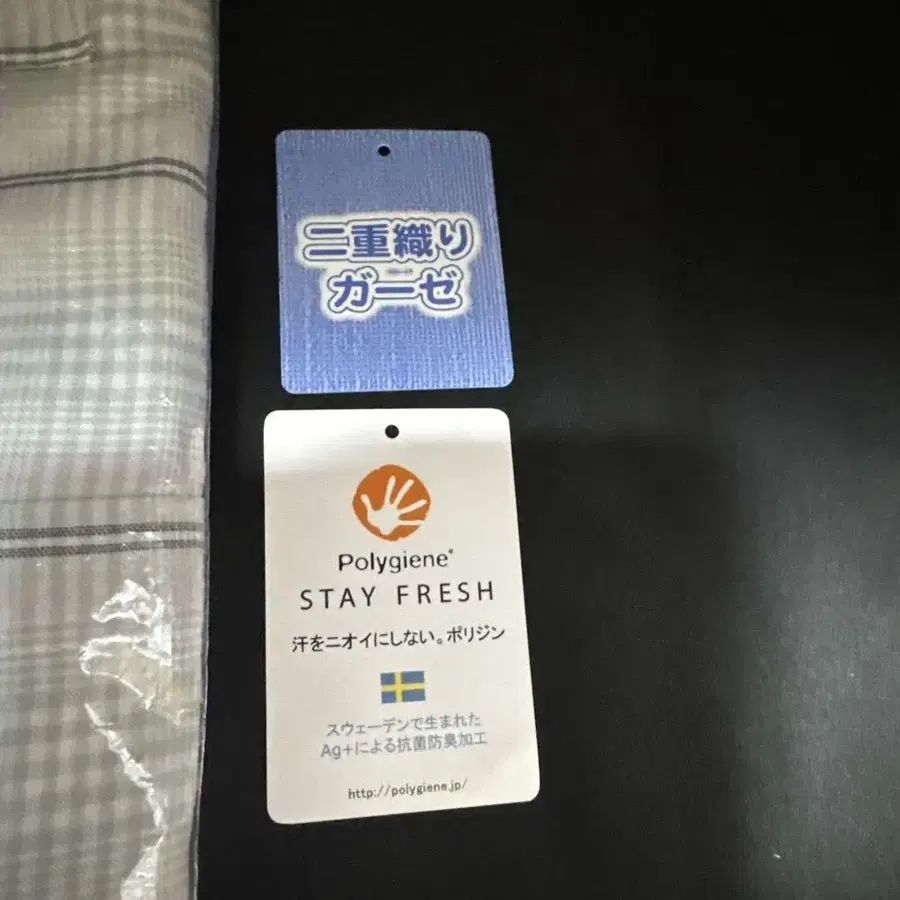 二重織り
ガーゼ
Polygiene®
STAY FRESH
汗をニオイにしない。ポリジン
スウェーデンで生まれた
Ag+による抗菌防臭加工
http://polygiene.jp/